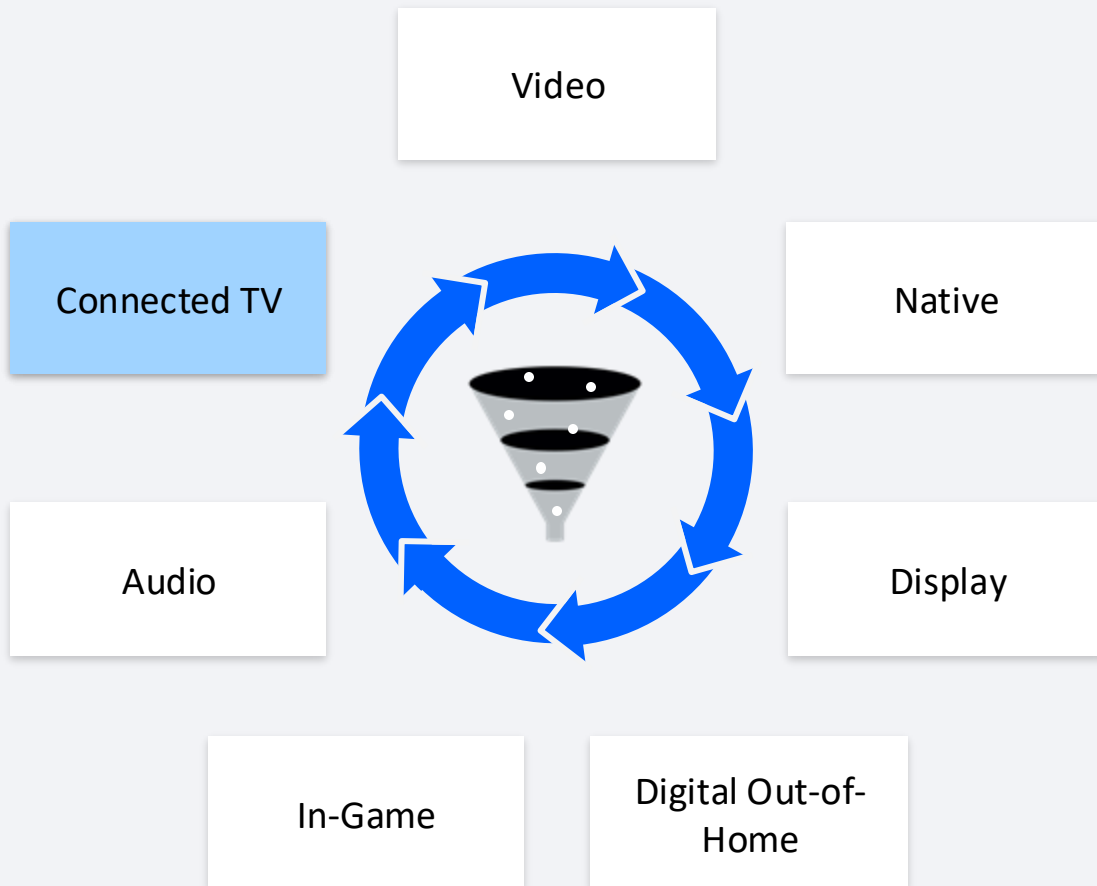 Video
Connected TV
Native
Audio
Display
In-Game
Digital Out-of-
Home